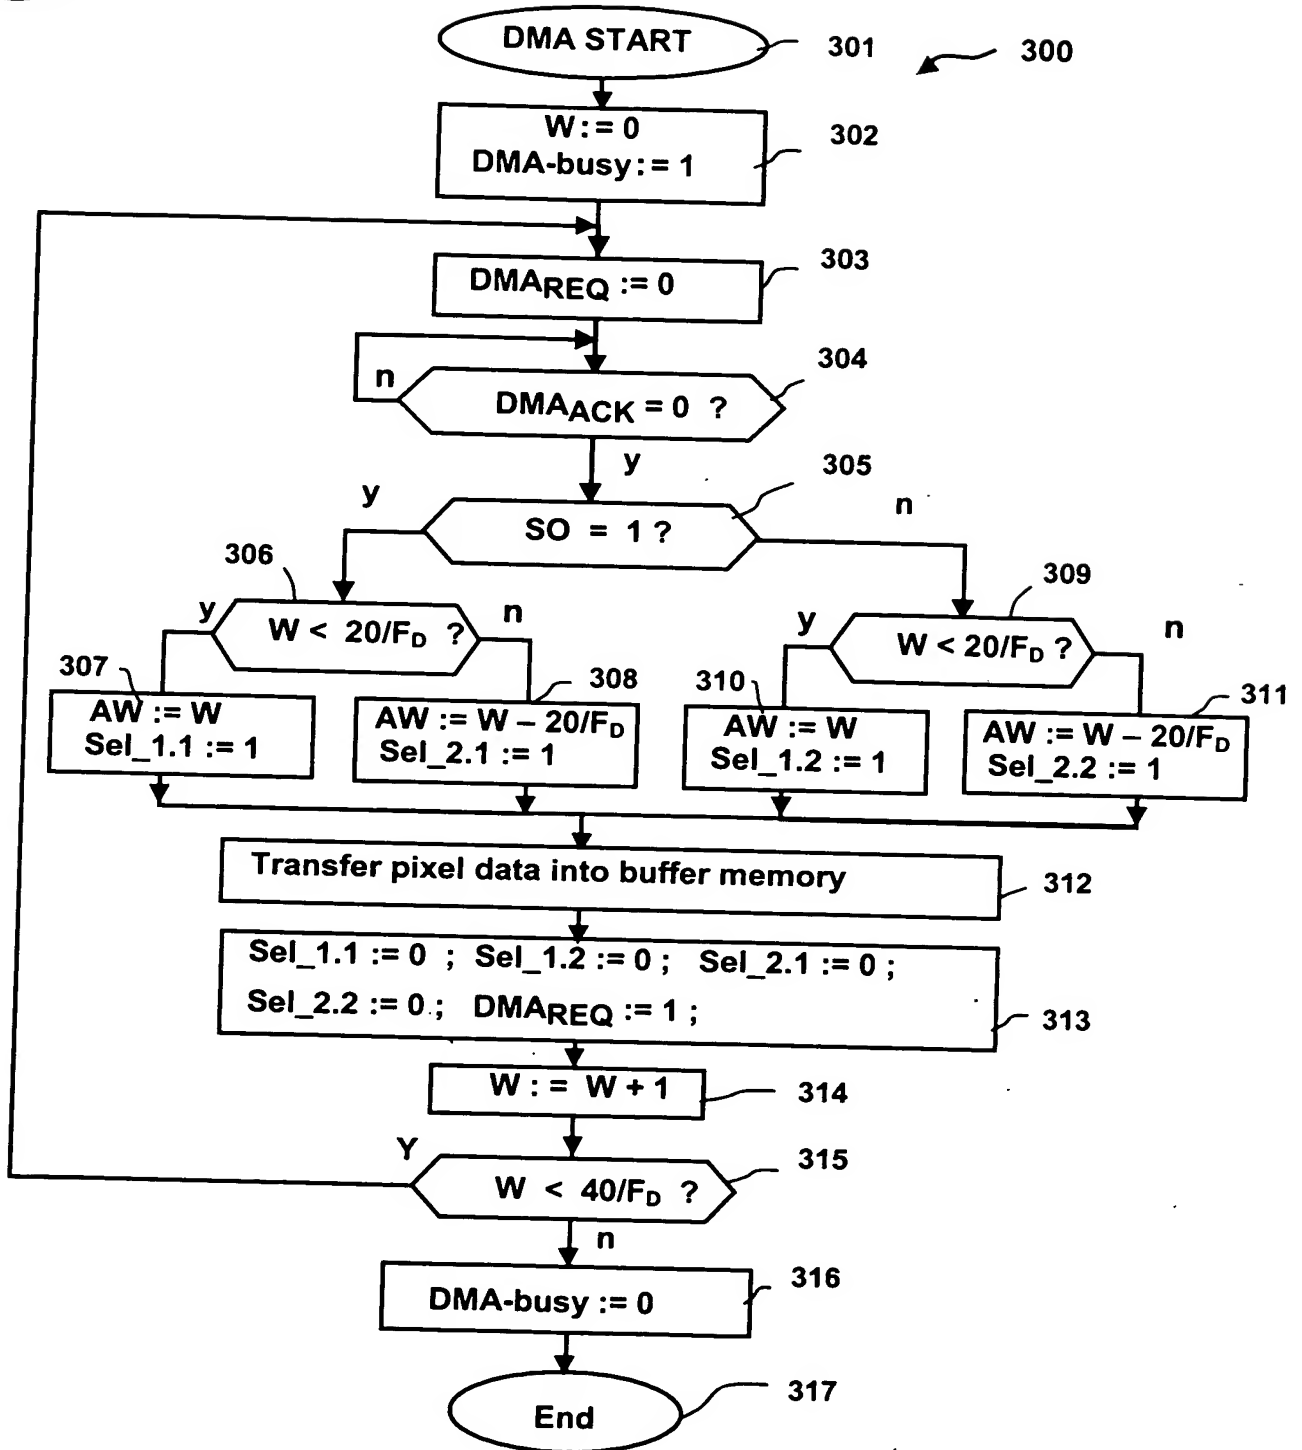 DMA START
301
300
W := 0
DMA-busy := 1
302
DMAREQ := 0
303
304
n
DMAACK = 0 ?
y
305
y
n
SO = 1 ?
306
309
y
W < 20/FD ?
n
y
W < 20/FD ?
n
307
308
310
311
AW := W
Sel_1.1 := 1
AW := W – 20/FD
Sel_2.1 := 1
AW := W
Sel_1.2 := 1
AW := W – 20/FD
Sel_2.2 := 1
Transfer pixel data into buffer memory
312
Sel_1.1 := 0 ; Sel_1.2 := 0 ; Sel_2.1 := 0 ;
Sel_2.2 := 0 ; DMAREQ := 1 ;
313
W : = W + 1
314
Y
315
W < 40/FD ?
n
316
DMA-busy := 0
317
End